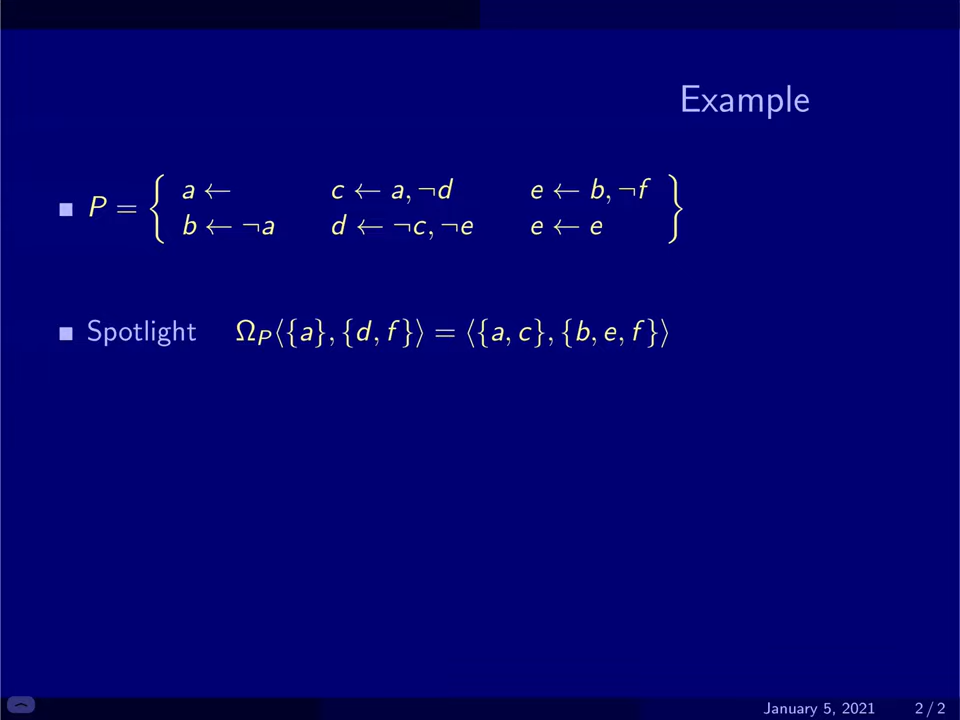 Example
P = { a ← c ← a, ¬d e ← b, ¬f
b ← ¬a d ← ¬c, ¬e e ← e }
Spotlight Ω_P⟨{a}, {d, f}⟩ = ⟨{a, c}, {b, e, f}⟩
January 5, 2021 2 / 2